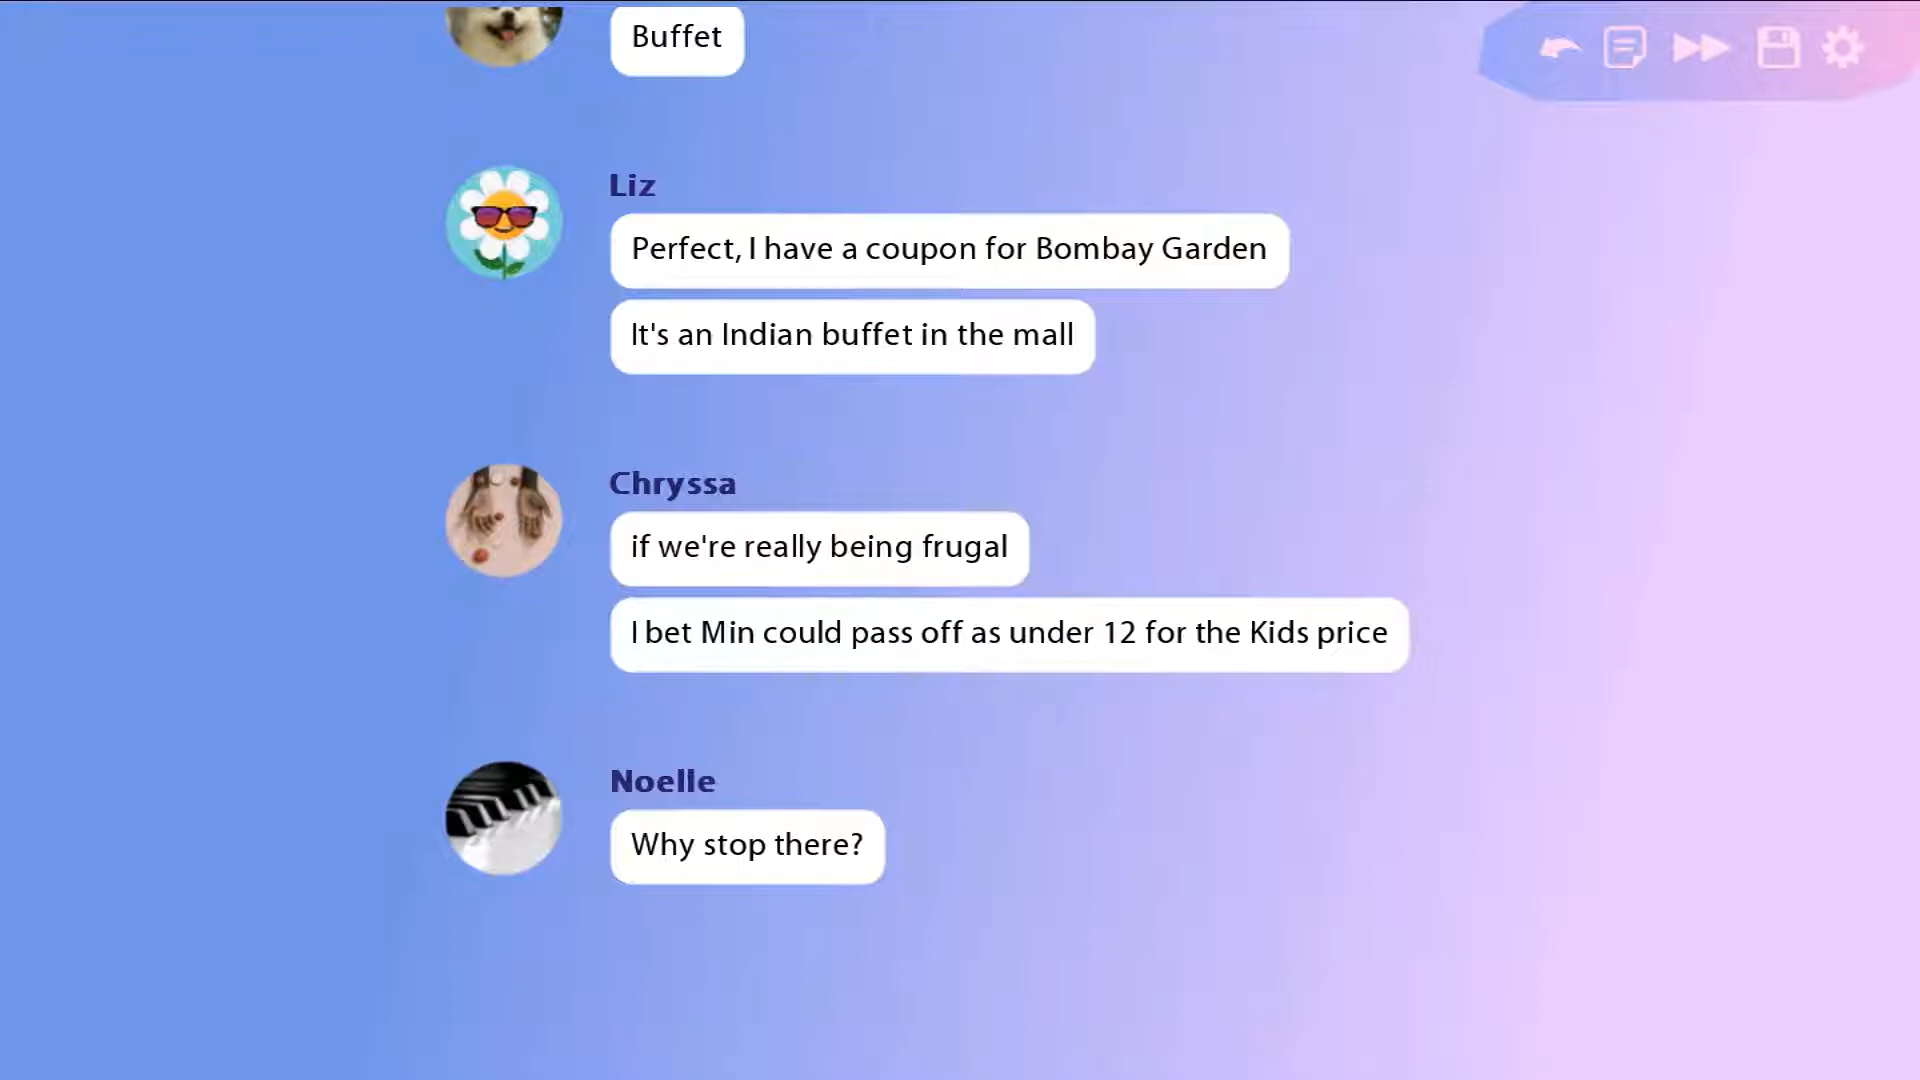 Buffet
Liz
Perfect, I have a coupon for Bombay Garden
It's an Indian buffet in the mall
Chryssa
if we're really being frugal
I bet Min could pass off as under 12 for the Kids price
Noelle
Why stop there?